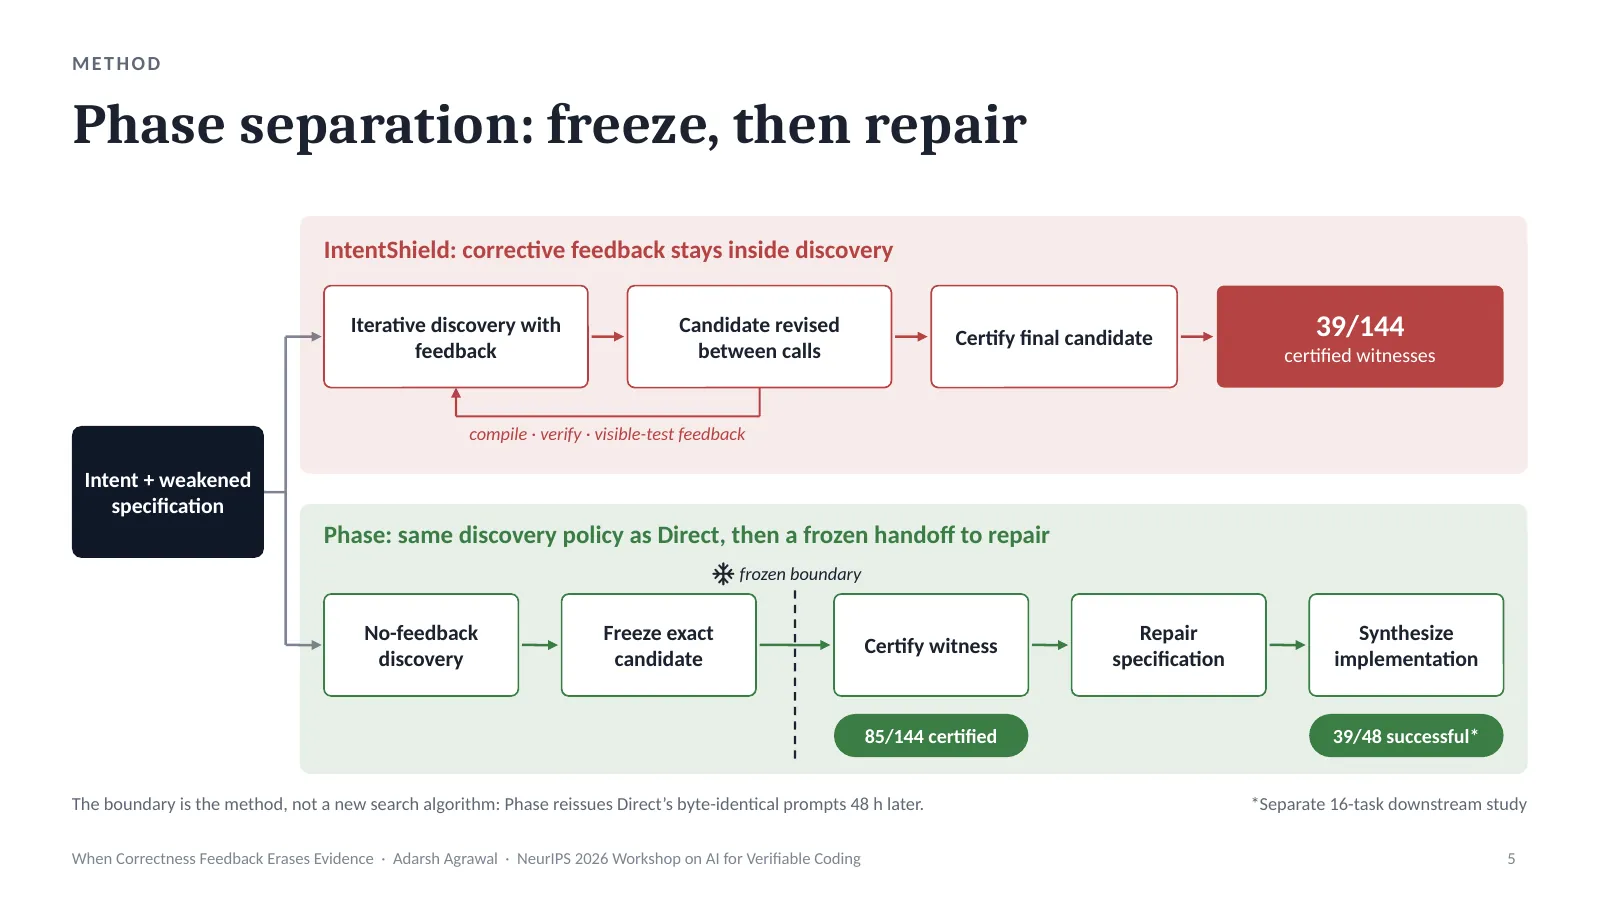 METHOD
Phase separation: freeze, then repair
IntentShield: corrective feedback stays inside discovery
Iterative discovery with
feedback
Candidate revised
between calls
Certify final candidate
39/144
certified witnesses
compile · verify · visible-test feedback
Intent + weakened
specification
Phase: same discovery policy as Direct, then a frozen handoff to repair
frozen boundary
No-feedback
discovery
Freeze exact
candidate
Certify witness
Repair
specification
Synthesize
implementation
85/144 certified
39/48 successful*
The boundary is the method, not a new search algorithm: Phase reissues Direct’s byte-identical prompts 48 h later.
*Separate 16-task downstream study
When Correctness Feedback Erases Evidence · Adarsh Agrawal · NeurIPS 2026 Workshop on AI for Verifiable Coding
5